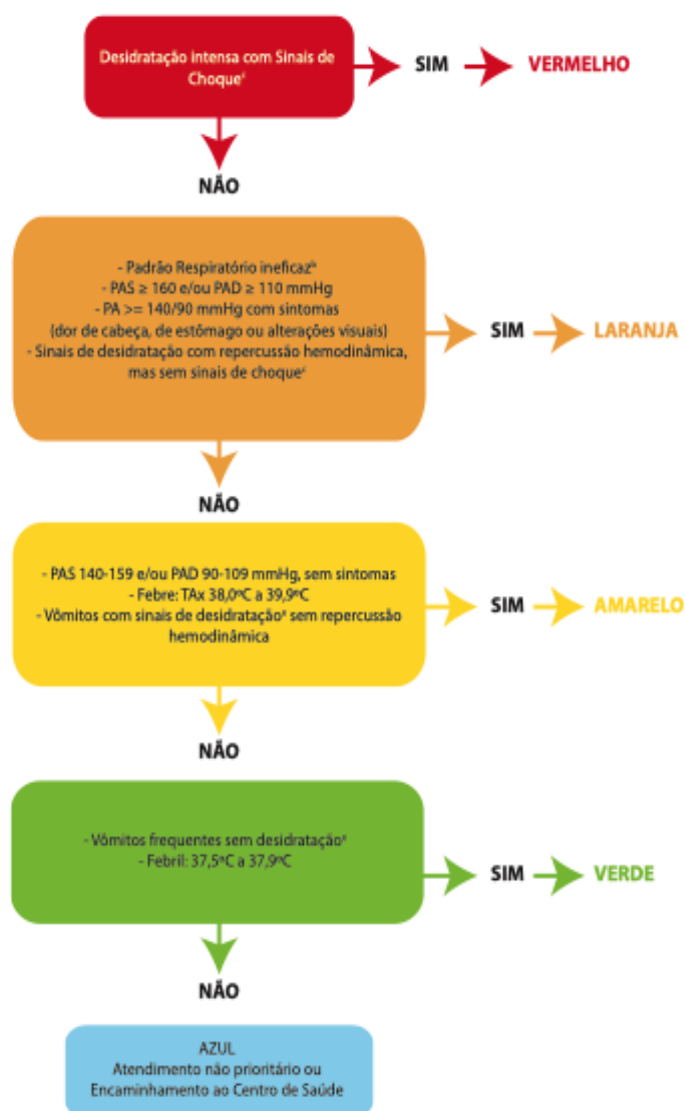 Desidratação intensa com Sinais de
Choqueᶜ
SIM
VERMELHO
NÃO
- Padrão Respiratório ineficazᵇ
- PAS ≥ 160 e/ou PAD ≥ 110 mmHg
- PA >= 140/90 mmHg com sintomas
(dor de cabeça, de estômago ou alterações visuais)
- Sinais de desidratação com repercussão hemodinâmica,
mas sem sinais de choqueᶜ
SIM
LARANJA
NÃO
- PAS 140-159 e/ou PAD 90-109 mmHg, sem sintomas
- Febre: TAx 38,0ºC a 39,9ºC
- Vômitos com sinais de desidratação sem repercussão
hemodinâmica
SIM
AMARELO
NÃO
- Vômitos frequentes sem desidratação
- Febril: 37,5ºC a 37,9ºC
SIM
VERDE
NÃO
AZUL
Atendimento não prioritário ou
Encaminhamento ao Centro de Saúde